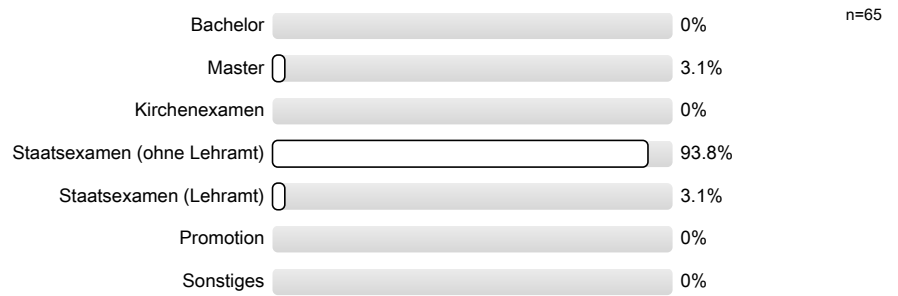 n=65
Bachelor 0%
Master 3.1%
Kirchenexamen 0%
Staatsexamen (ohne Lehramt) 93.8%
Staatsexamen (Lehramt) 3.1%
Promotion 0%
Sonstiges 0%